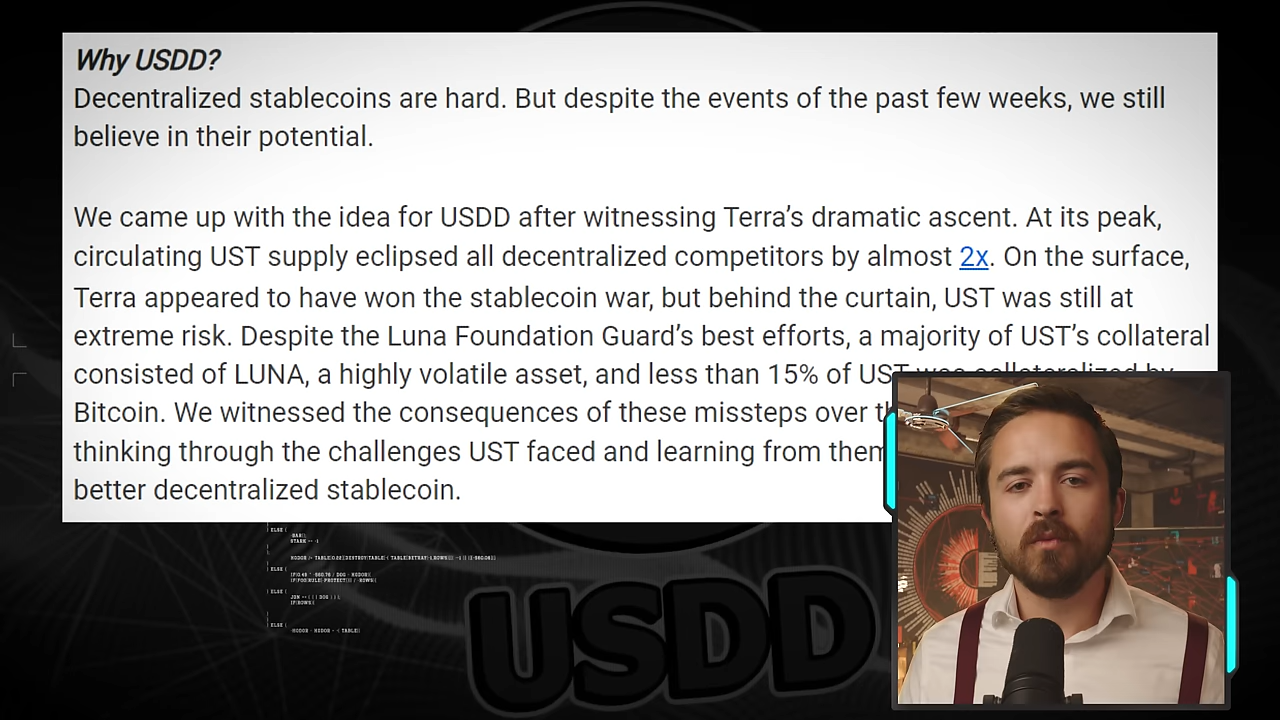 Why USDD?
Decentralized stablecoins are hard. But despite the events of the past few weeks, we still
believe in their potential.
We came up with the idea for USDD after witnessing Terra’s dramatic ascent. At its peak,
circulating UST supply eclipsed all decentralized competitors by almost 2x. On the surface,
Terra appeared to have won the stablecoin war, but behind the curtain, UST was still at
extreme risk. Despite the Luna Foundation Guard’s best efforts, a majority of UST’s collateral
consisted of LUNA, a highly volatile asset, and less than 15% of UST was collateralized by
Bitcoin. We witnessed the consequences of these missteps over
thinking through the challenges UST faced and learning from them
better decentralized stablecoin.
USDD